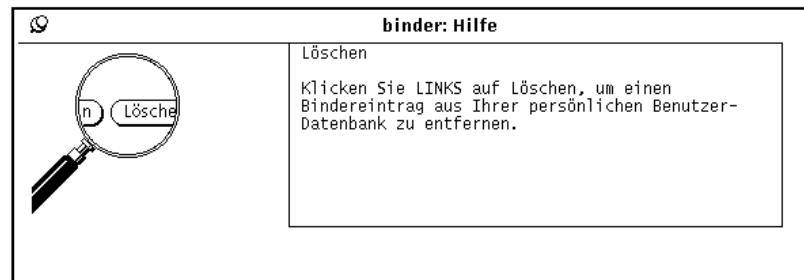 binder: Hilfe
Löschen
Klicken Sie LINKS auf Löschen, um einen
Bindereintrag aus Ihrer persönlichen Benutzer-
Datenbank zu entfernen.
n Lösche